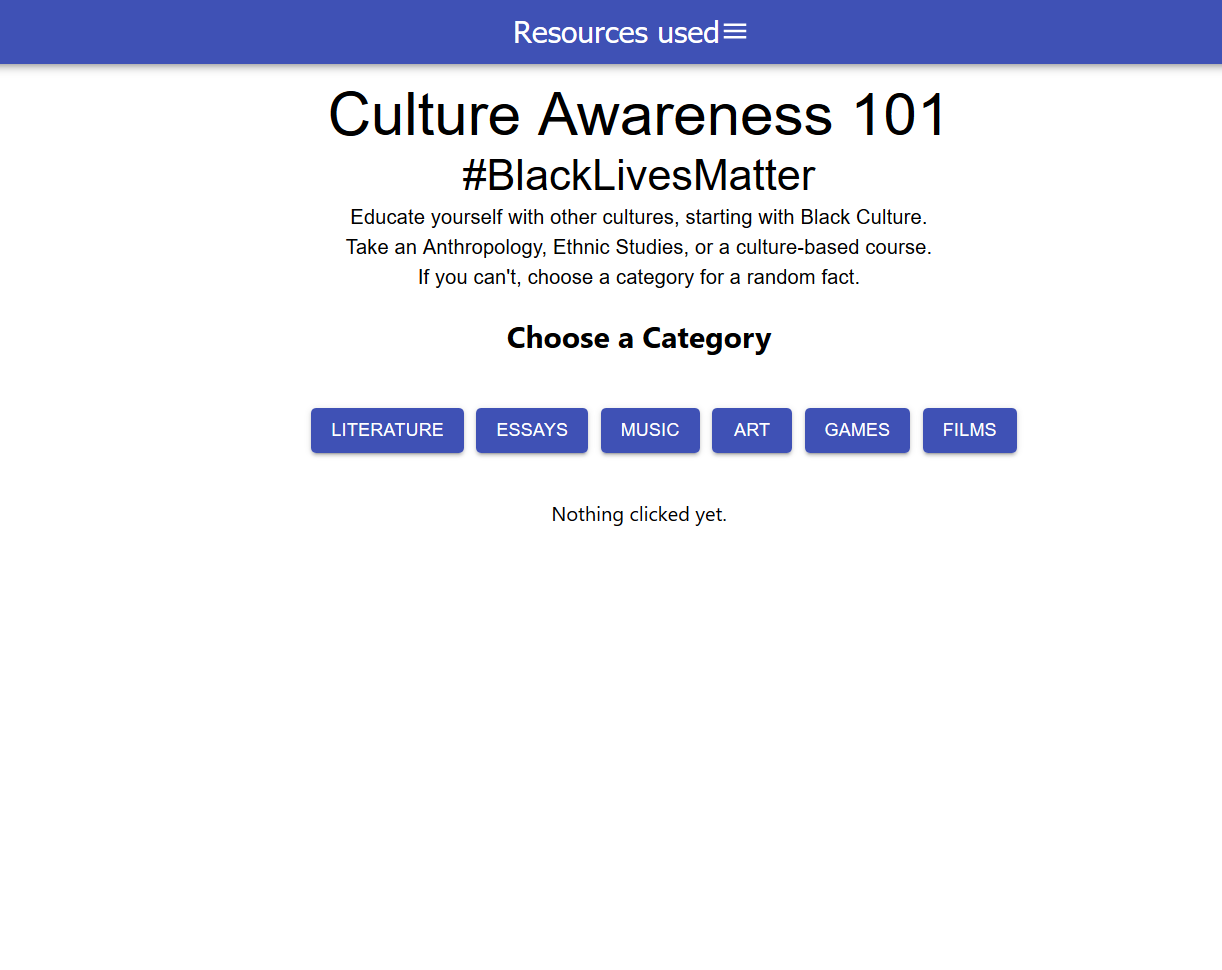 Resources used
Culture Awareness 101
#BlackLivesMatter
Educate yourself with other cultures, starting with Black Culture.
Take an Anthropology, Ethnic Studies, or a culture-based course.
If you can't, choose a category for a random fact.
Choose a Category
LITERATURE ESSAYS MUSIC ART GAMES FILMS
Nothing clicked yet.